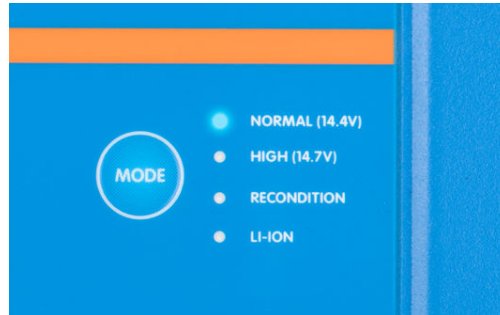 NORMAL (14.4V)
HIGH (14.7V)
MODE
RECONDITION
LI-ION